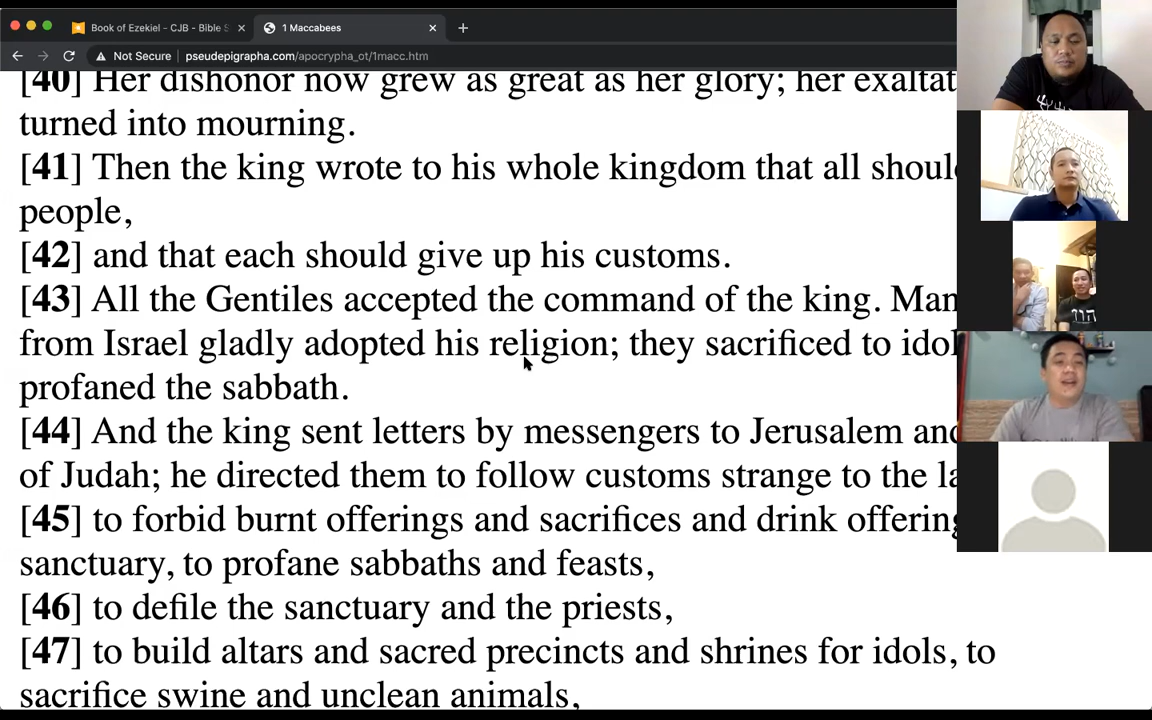 Book of Ezekiel - CJB - Bible
1 Maccabees
Not Secure
pseudepigrapha.com/apocrypha_ot/1macc.htm
[40] Her dishonor now grew as great as her glory; her exaltat
turned into mourning.
[41] Then the king wrote to his whole kingdom that all shoul
people,
[42] and that each should give up his customs.
[43] All the Gentiles accepted the command of the king. Man
from Israel gladly adopted his religion; they sacrificed to idol
profaned the sabbath.
[44] And the king sent letters by messengers to Jerusalem and
of Judah; he directed them to follow customs strange to the la
[45] to forbid burnt offerings and sacrifices and drink offering
sanctuary, to profane sabbaths and feasts,
[46] to defile the sanctuary and the priests,
[47] to build altars and sacred precincts and shrines for idols, to
sacrifice swine and unclean animals,